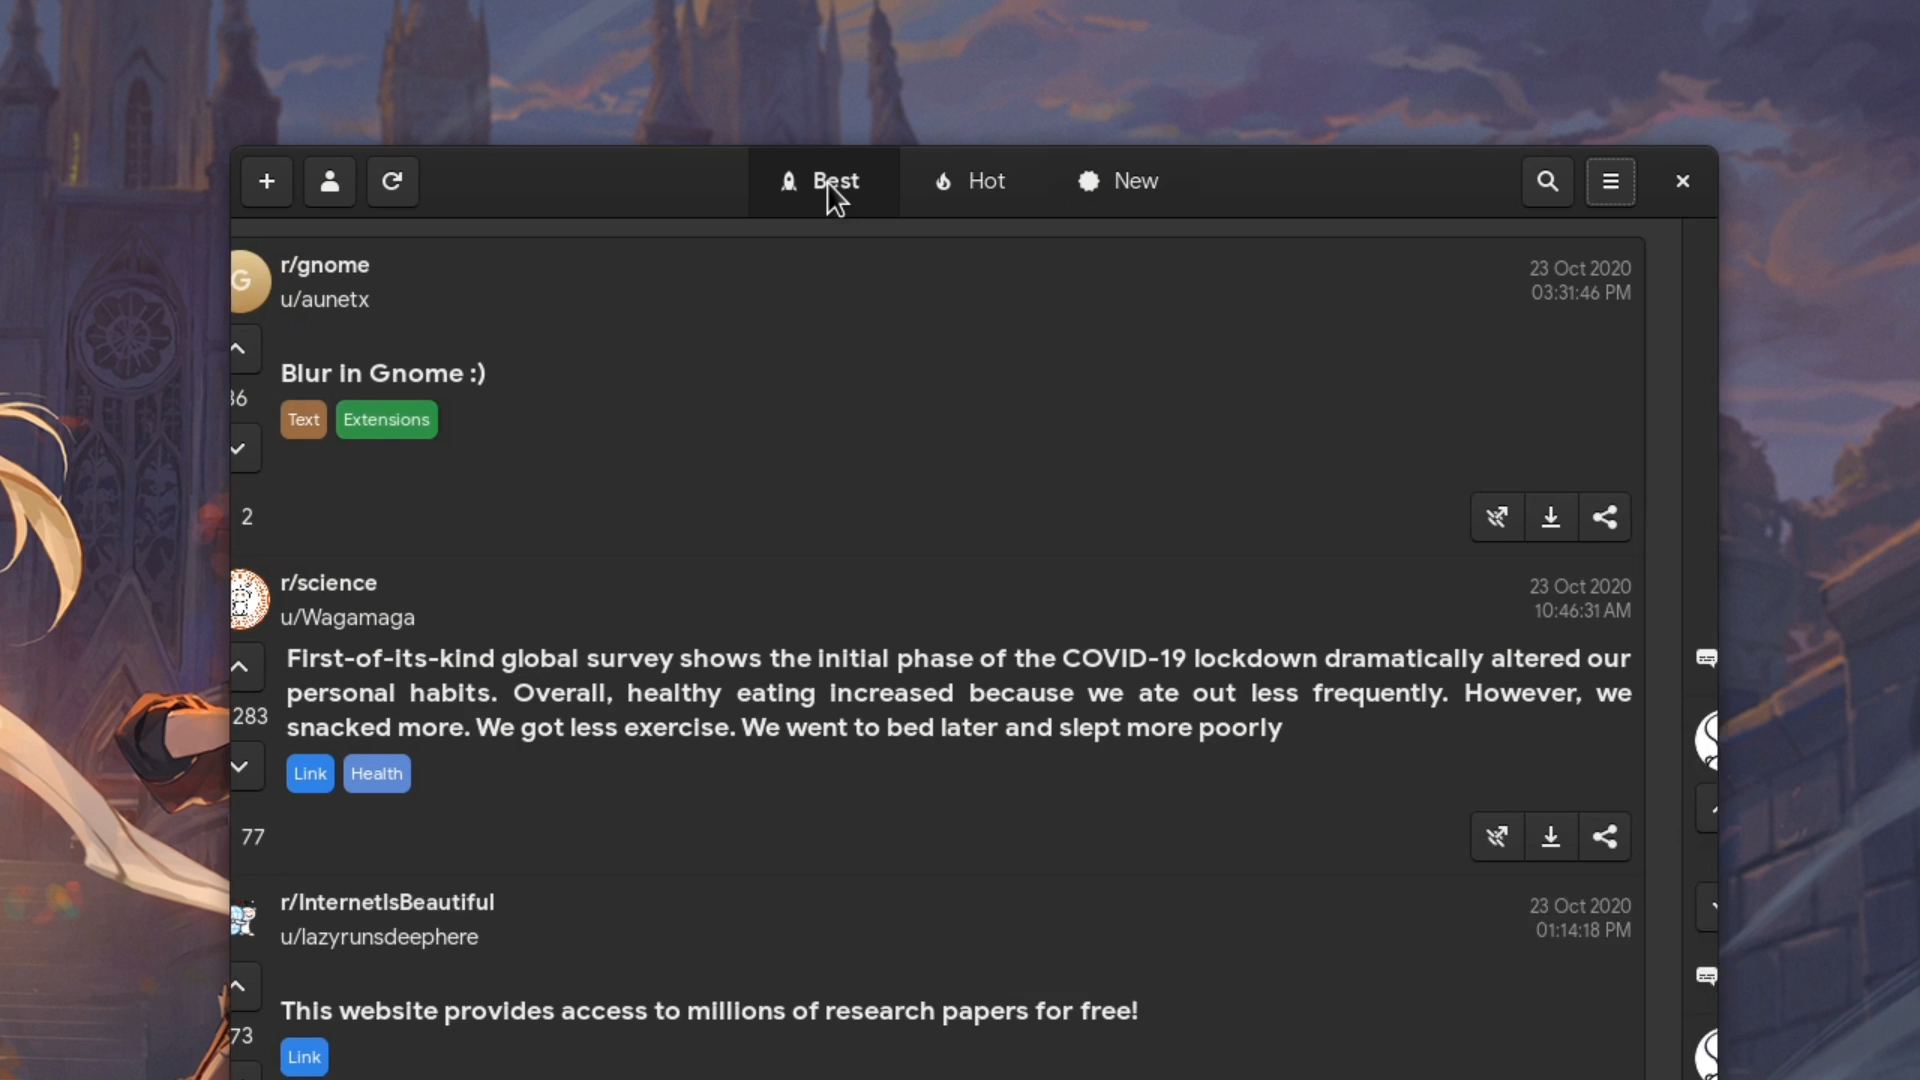 Best
Hot
New
G
r/gnome
u/aunetx
23 Oct 2020
03:31:46 PM
Blur in Gnome :)
Text
Extensions
2
r/science
u/Wagamaga
23 Oct 2020
10:46:31 AM
First-of-its-kind global survey shows the initial phase of the COVID-19 lockdown dramatically altered our
personal habits. Overall, healthy eating increased because we ate out less frequently. However, we
snacked more. We got less exercise. We went to bed later and slept more poorly
283
Link
Health
77
r/InternetIsBeautiful
u/lazyrunsdeephere
23 Oct 2020
01:14:18 PM
This website provides access to millions of research papers for free!
73
Link